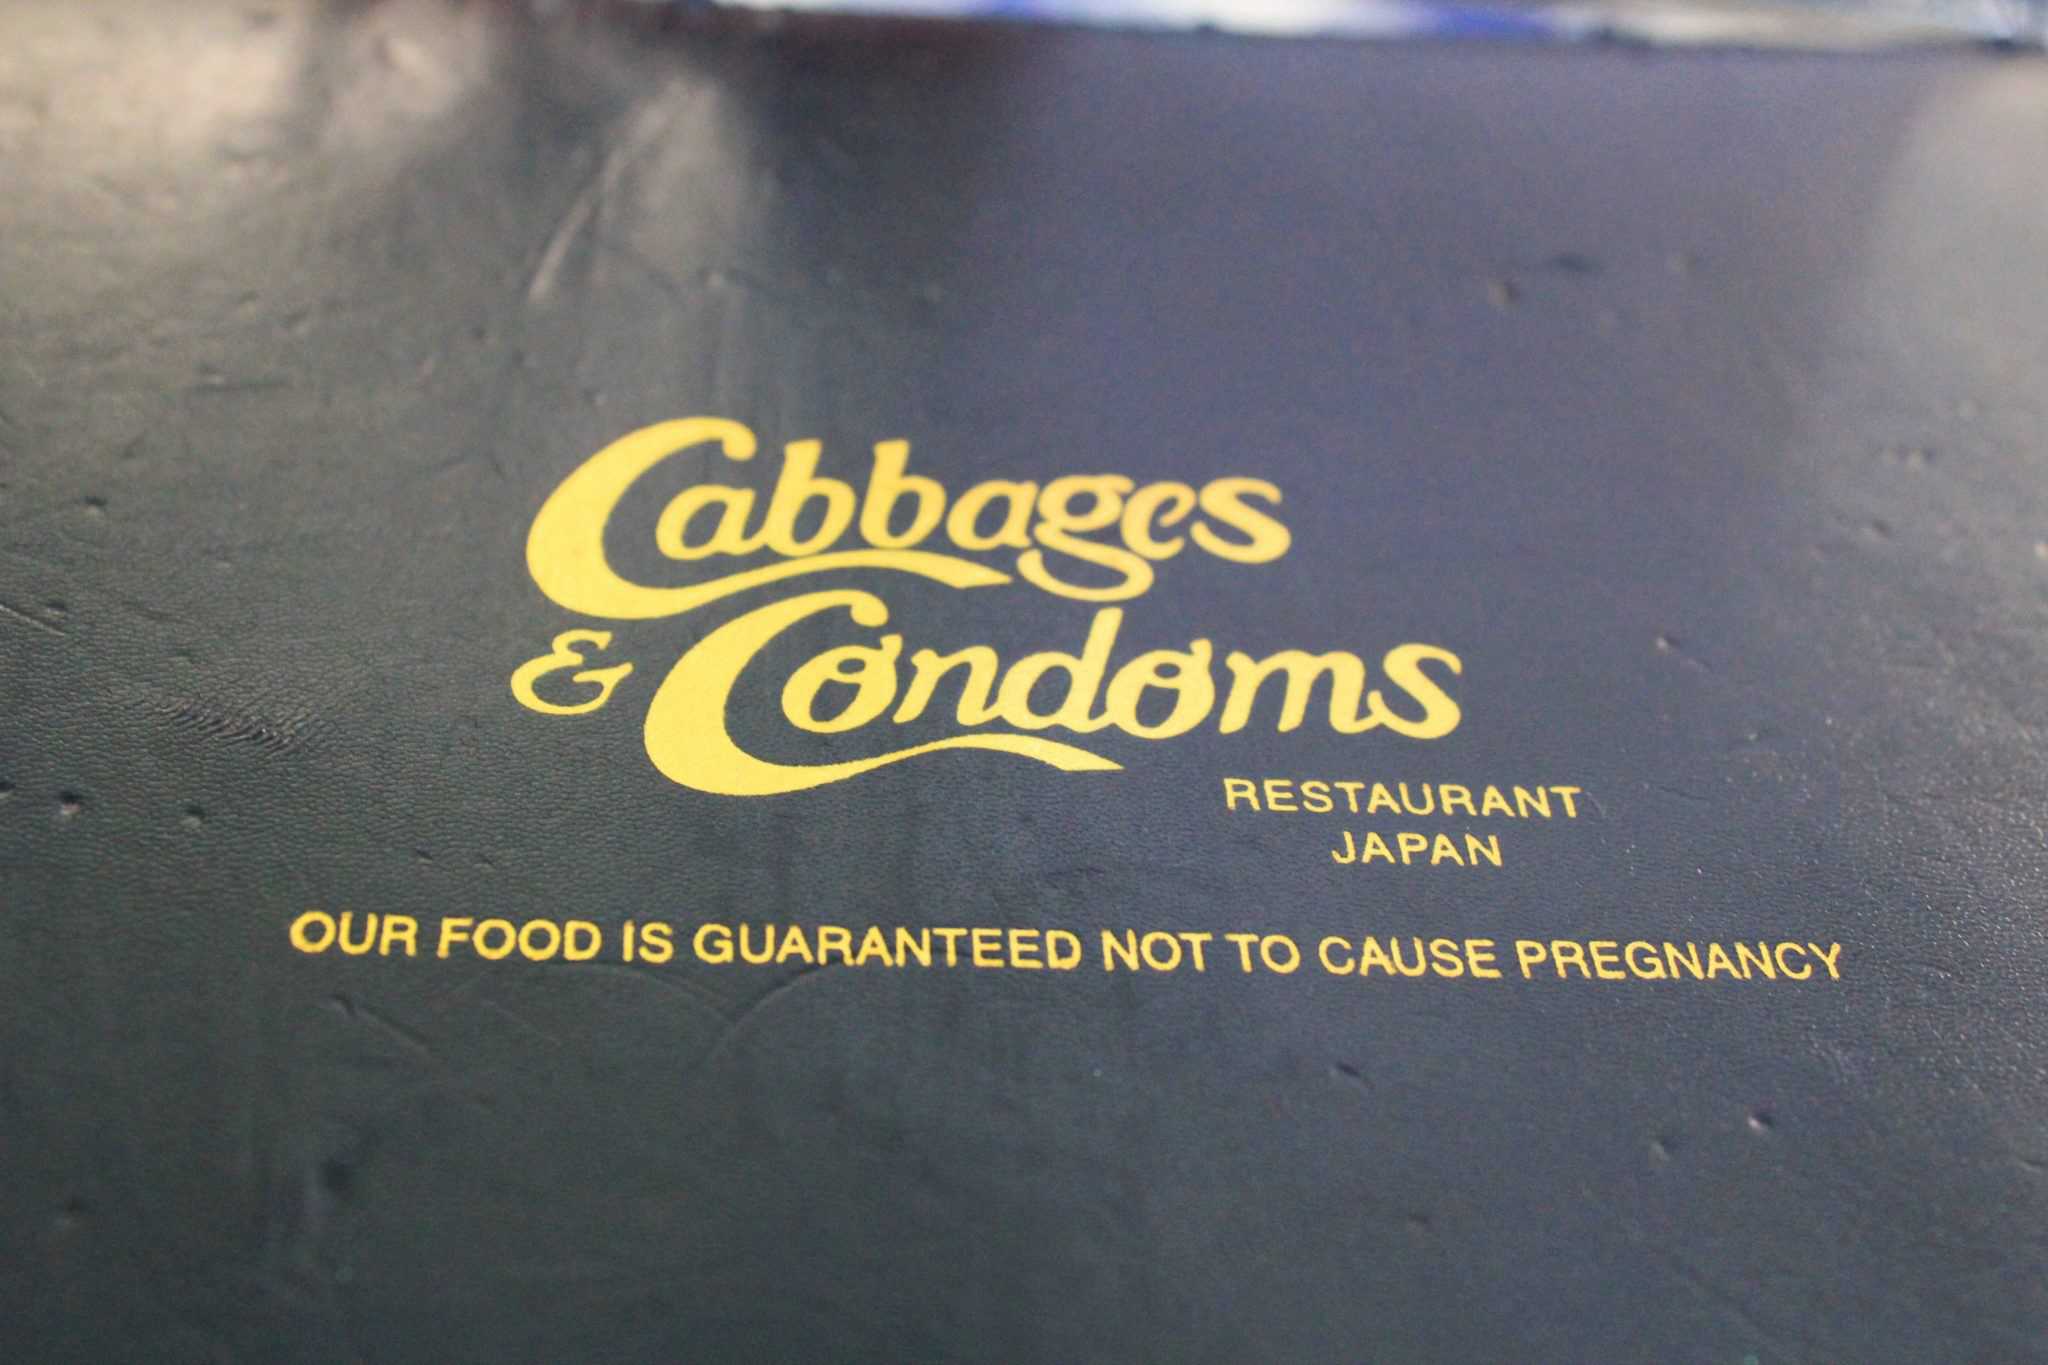 Cabbages
& Condoms
RESTAURANT
JAPAN
OUR FOOD IS GUARANTEED NOT TO CAUSE PREGNANCY